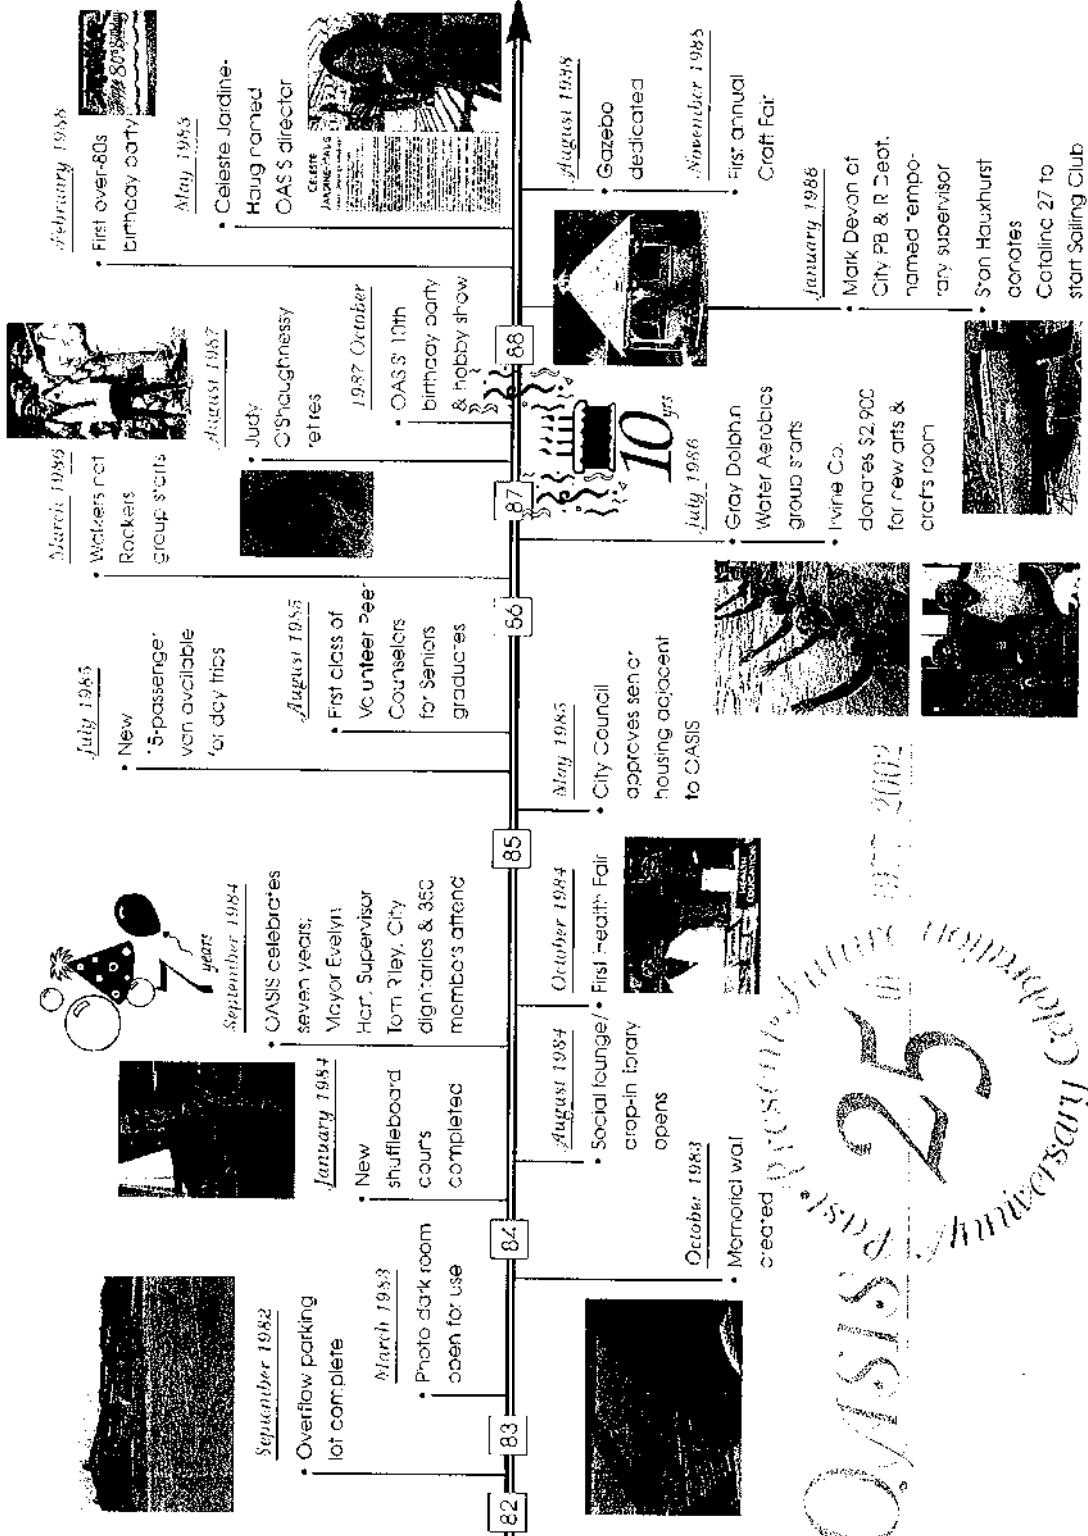 82
83
84
85
86
87
88
September 1982
Overflow parking
lot complete
March 1983
Photo dark room
open for use
October 1983
Memorial wall
created
January 1984
New
shuffleboard
courts
completed
August 1984
Social lounge/
drop-in library
opens
September 1984
OASIS celebrates
seven years;
Mayor Evelyn
Hart, Supervisor
Tom Riley, City
dignitaries & 350
members attend
7
years
October 1984
First Health Fair
EDUCATION
May 1985
City Council
approves senior
housing adjacent
to OASIS
July 1985
New
15-passenger
van available
for day trips
August 1985
First class of
Volunteer Peer
Counselors
for Seniors
graduates
January 1986
Mark Devon of
City PB & R Dept.
named tempo-
rary supervisor
Stan Hauxhurst
donates
Catalina 27 to
start Sailing Club
March 1986
Walkers not
Rockers
group starts
July 1986
Gray Dolphin
Water Aerobics
group starts
Irvine Co.
donates $2,900
for new arts &
crafts room
August 1987
Judy
O'Shaughnessy
retires
1987 October
OASIS 10th
birthday party
& hobby show
10
yrs
February 1988
First over-80s
birthday party
May 1988
Celeste Jardine-
Haug named
OASIS director
CELESTE
JARDINE-HAUG
August 1988
Gazebo
dedicated
November 1988
First annual
Craft Fair
OASIS
Past present future
25th
Anniversary Celebration
2002